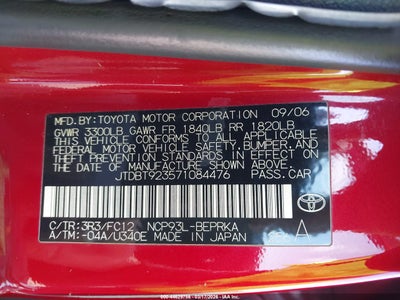 MFD. BY: TOYOTA MOTOR CORPORATION 09/06
GVWR 3300LB GAWR FR 1840LB RR 1820LB
THIS VEHICLE CONFORMS TO ALL APPLICABLE
FEDERAL MOTOR VEHICLE SAFETY, BUMPER, AND
THEFT PREVENTION STANDARDS IN EFFECT ON
THE DATE OF MANUFACTURE SHOWN ABOVE.
JTDBT923571084476 PASS. CAR
C/TR: 3R3/FC12 NCP93L-BEPRKA
A/TM: -04A/U340E MADE IN JAPAN
A